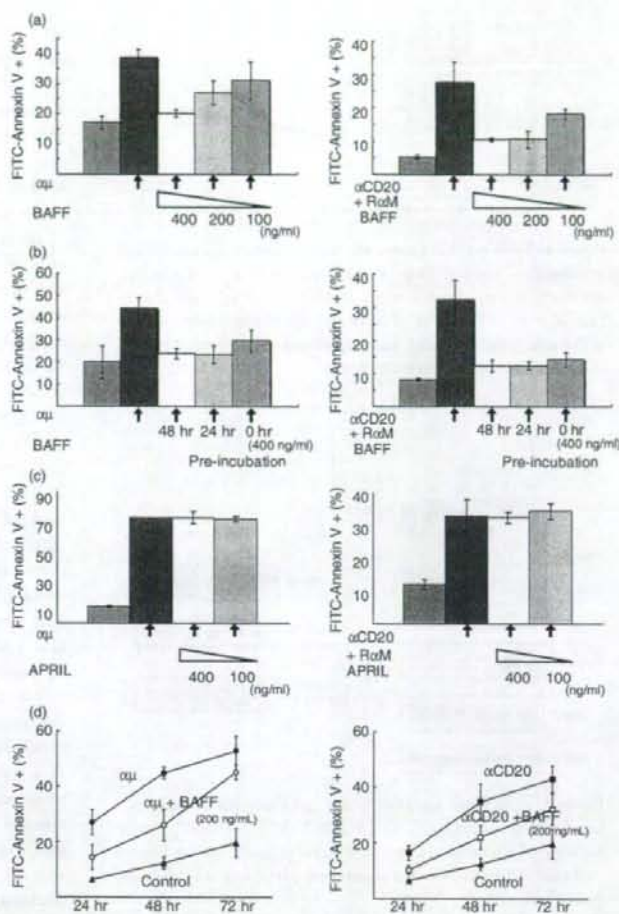 (a)
FITC-Annexin V + (%)
40
30
20
10
αμ
BAFF
400 200 100
(ng/ml)
FITC-Annexin V + (%)
40
30
20
10
αCD20
+ RαM
BAFF
400 200 100
(ng/ml)
(b)
FITC-Annexin V + (%)
60
50
40
30
20
10
αμ
BAFF
48 hr 24 hr 0 hr
(400 ng/ml)
Pre-incubation
FITC-Annexin V + (%)
40
30
20
10
αCD20
+ RαM
BAFF
48 hr 24 hr 0 hr
(400 ng/ml)
Pre-incubation
(c)
FITC-Annexin V + (%)
90
70
50
30
10
αμ
APRIL
400 100
(ng/ml)
FITC-Annexin V + (%)
40
30
20
10
αCD20
+ RαM
APRIL
400 100
(ng/ml)
(d)
FITC-Annexin V + (%)
60
40
20
αμ
αμ + BAFF
(200 ng/mL)
Control
24 hr 48 hr 72 hr
FITC-Annexin V + (%)
60
40
20
αCD20
αCD20 +BAFF
(200 ng/mL)
Control
24 hr 48 hr 72 hr